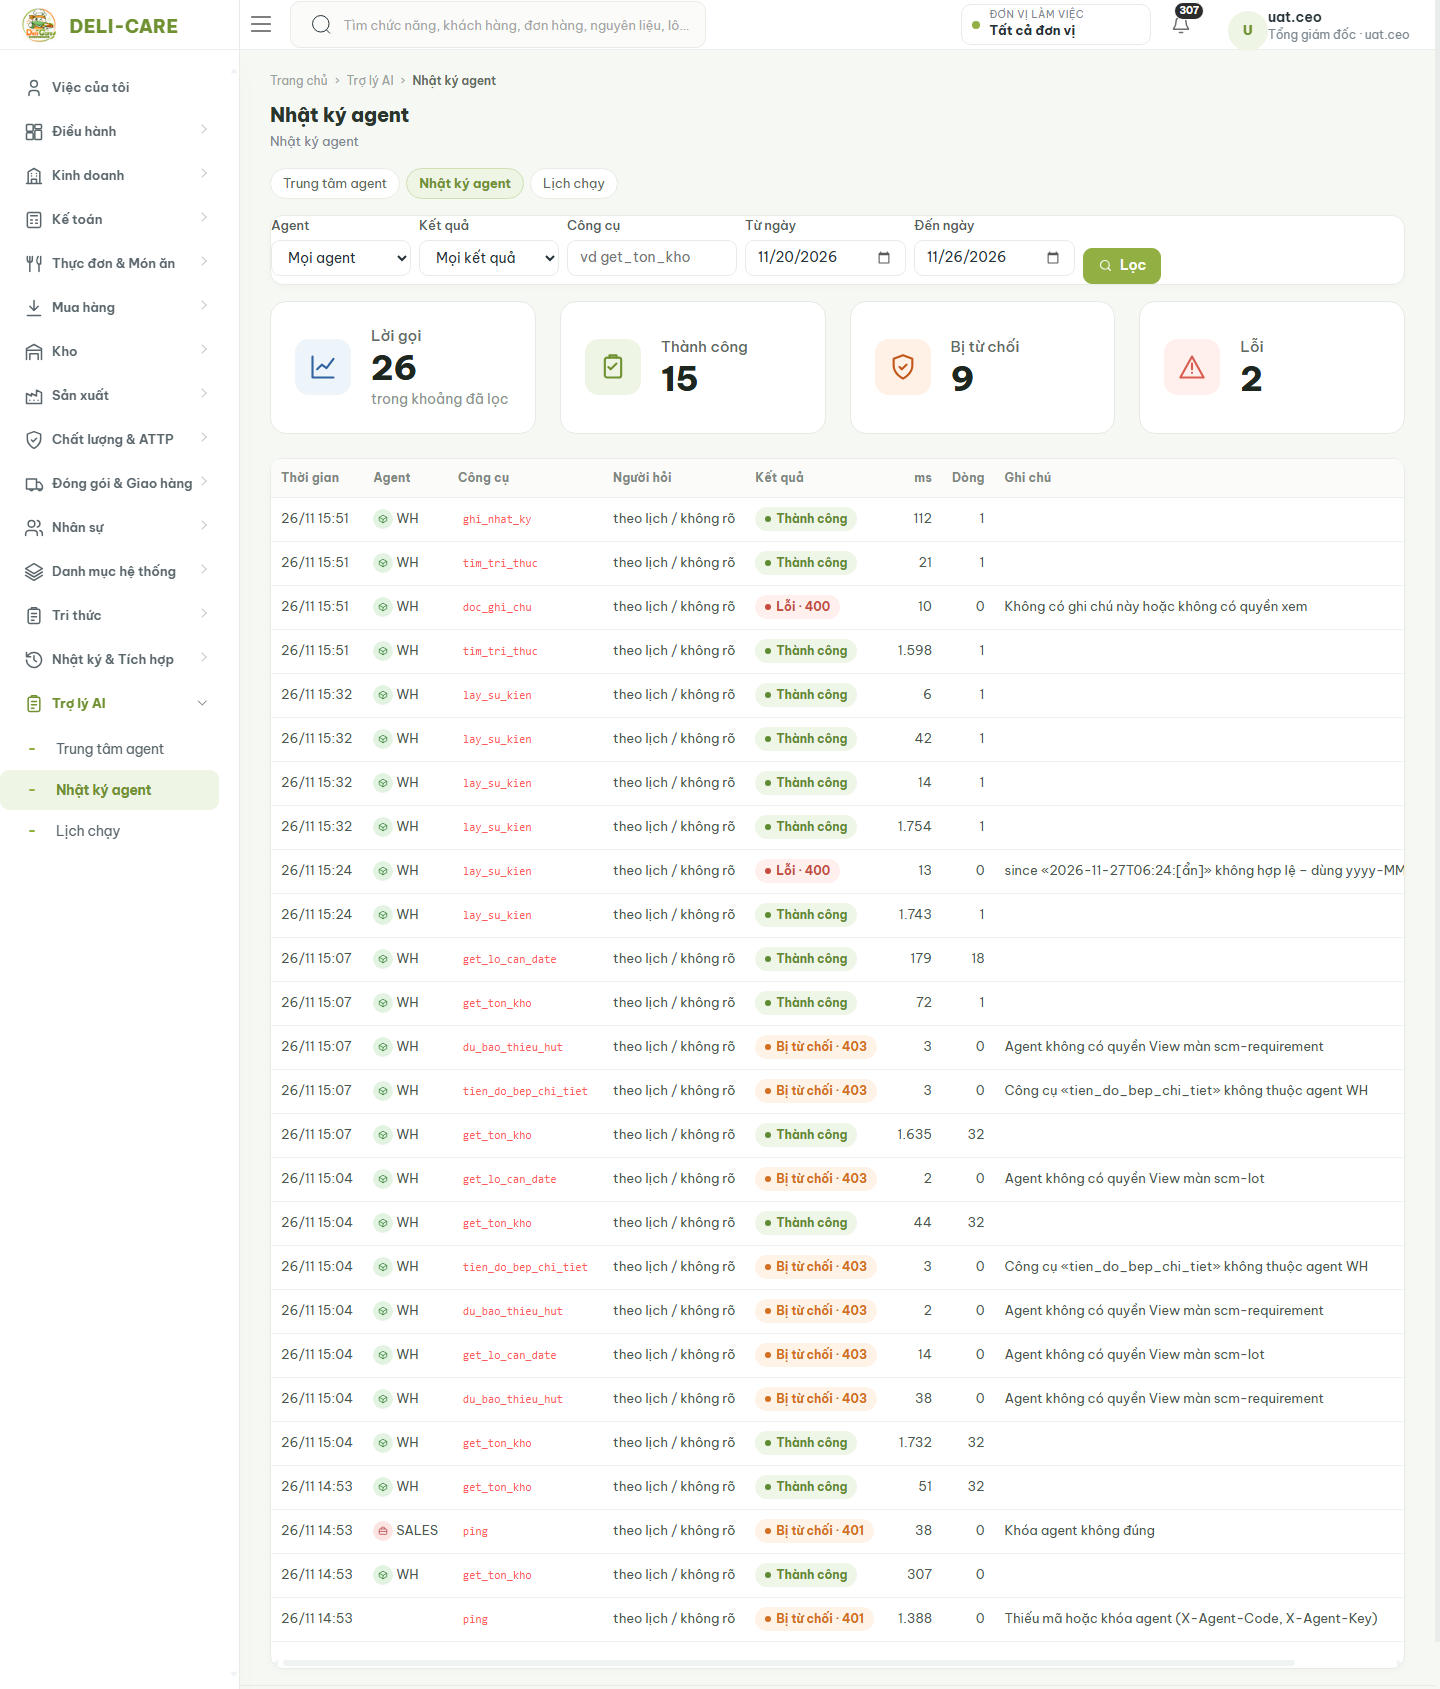 DELI-CARE
Tìm chức năng, khách hàng, đơn hàng, nguyên liệu, lô...
ĐƠN VỊ LÀM VIỆC
Tất cả đơn vị
307
U
uat.ceo
Tổng giám đốc · uat.ceo
Việc của tôi
Điều hành
Kinh doanh
Kế toán
Thực đơn & Món ăn
Mua hàng
Kho
Sản xuất
Chất lượng & ATTP
Đóng gói & Giao hàng
Nhân sự
Danh mục hệ thống
Tri thức
Nhật ký & Tích hợp
Trợ lý AI
- Trung tâm agent
- Nhật ký agent
- Lịch chạy
Trang chủ › Trợ lý AI › Nhật ký agent
Nhật ký agent
Nhật ký agent
Trung tâm agent Nhật ký agent Lịch chạy
Agent Kết quả Công cụ Từ ngày Đến ngày
Mọi agent Mọi kết quả vd get_ton_kho 11/20/2026 11/26/2026 Lọc
Lời gọi
26
trong khoảng đã lọc
Thành công
15
Bị từ chối
9
Lỗi
2
Thời gian Agent Công cụ Người hỏi Kết quả ms Dòng Ghi chú
26/11 15:51 WH ghi_nhat_ky theo lịch / không rõ Thành công 112 1
26/11 15:51 WH tim_tri_thuc theo lịch / không rõ Thành công 21 1
26/11 15:51 WH doc_ghi_chu theo lịch / không rõ Lỗi · 400 10 0 Không có ghi chú này hoặc không có quyền xem
26/11 15:51 WH tim_tri_thuc theo lịch / không rõ Thành công 1.598 1
26/11 15:32 WH lay_su_kien theo lịch / không rõ Thành công 6 1
26/11 15:32 WH lay_su_kien theo lịch / không rõ Thành công 42 1
26/11 15:32 WH lay_su_kien theo lịch / không rõ Thành công 14 1
26/11 15:32 WH lay_su_kien theo lịch / không rõ Thành công 1.754 1
26/11 15:24 WH lay_su_kien theo lịch / không rõ Lỗi · 400 13 0 since «2026-11-27T06:24:[ẩn]» không hợp lệ – dùng yyyy-MM
26/11 15:24 WH lay_su_kien theo lịch / không rõ Thành công 1.743 1
26/11 15:07 WH get_lo_can_date theo lịch / không rõ Thành công 179 18
26/11 15:07 WH get_ton_kho theo lịch / không rõ Thành công 72 1
26/11 15:07 WH du_bao_thieu_hut theo lịch / không rõ Bị từ chối · 403 3 0 Agent không có quyền View màn scm-requirement
26/11 15:07 WH tien_do_bep_chi_tiet theo lịch / không rõ Bị từ chối · 403 3 0 Công cụ «tien_do_bep_chi_tiet» không thuộc agent WH
26/11 15:07 WH get_ton_kho theo lịch / không rõ Thành công 1.635 32
26/11 15:04 WH get_lo_can_date theo lịch / không rõ Bị từ chối · 403 2 0 Agent không có quyền View màn scm-lot
26/11 15:04 WH get_ton_kho theo lịch / không rõ Thành công 44 32
26/11 15:04 WH tien_do_bep_chi_tiet theo lịch / không rõ Bị từ chối · 403 3 0 Công cụ «tien_do_bep_chi_tiet» không thuộc agent WH
26/11 15:04 WH du_bao_thieu_hut theo lịch / không rõ Bị từ chối · 403 2 0 Agent không có quyền View màn scm-requirement
26/11 15:04 WH get_lo_can_date theo lịch / không rõ Bị từ chối · 403 14 0 Agent không có quyền View màn scm-lot
26/11 15:04 WH du_bao_thieu_hut theo lịch / không rõ Bị từ chối · 403 38 0 Agent không có quyền View màn scm-requirement
26/11 15:04 WH get_ton_kho theo lịch / không rõ Thành công 1.732 32
26/11 14:53 WH get_ton_kho theo lịch / không rõ Thành công 51 32
26/11 14:53 SALES ping theo lịch / không rõ Bị từ chối · 401 38 0 Khóa agent không đúng
26/11 14:53 WH get_ton_kho theo lịch / không rõ Thành công 307 0
26/11 14:53 ping theo lịch / không rõ Bị từ chối · 401 1.388 0 Thiếu mã hoặc khóa agent (X-Agent-Code, X-Agent-Key)